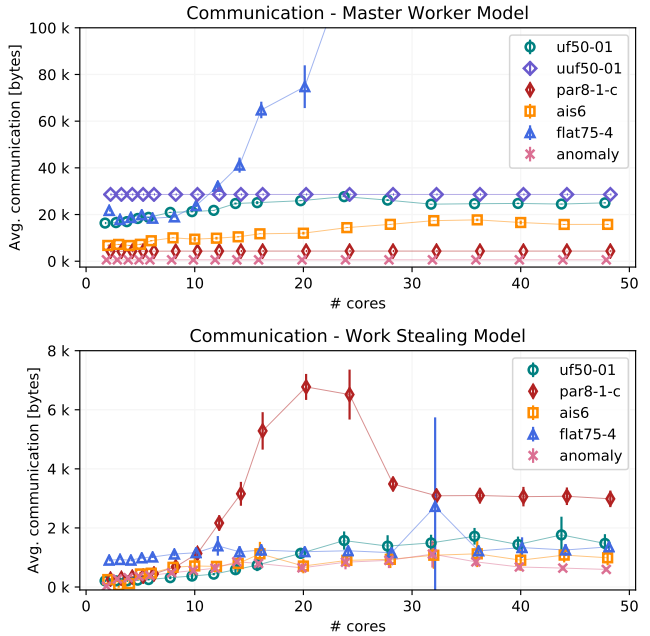 Communication - Master Worker Model
Avg. communication [bytes]
100 k
80 k
60 k
40 k
20 k
0 k
0 10 20 30 40 50
# cores
uf50-01
uuf50-01
par8-1-c
ais6
flat75-4
anomaly
Communication - Work Stealing Model
Avg. communication [bytes]
8 k
6 k
4 k
2 k
0 k
0 10 20 30 40 50
# cores
uf50-01
par8-1-c
ais6
flat75-4
anomaly